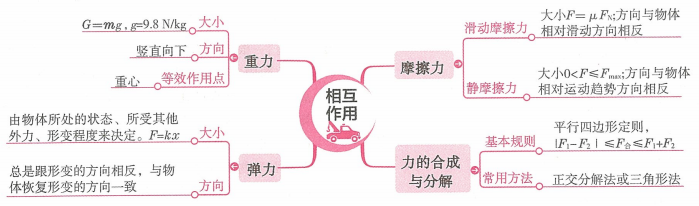 相互
作用
重力
大小
G=mg, g=9.8 N/kg
方向
竖直向下
等效作用点
重心
弹力
大小
由物体所处的状态、所受其他
外力、形变程度来决定。F=kx
方向
总是跟形变的方向相反，与物
体恢复形变的方向一致
摩擦力
滑动摩擦力
大小F=μFN;方向与物体
相对滑动方向相反
静摩擦力
大小0<F≤Fmax;方向与物体
相对运动趋势方向相反
力的合成
与分解
基本规则
平行四边形定则,
|F1-F2|≤F合≤F1+F2
常用方法
正交分解法或三角形法